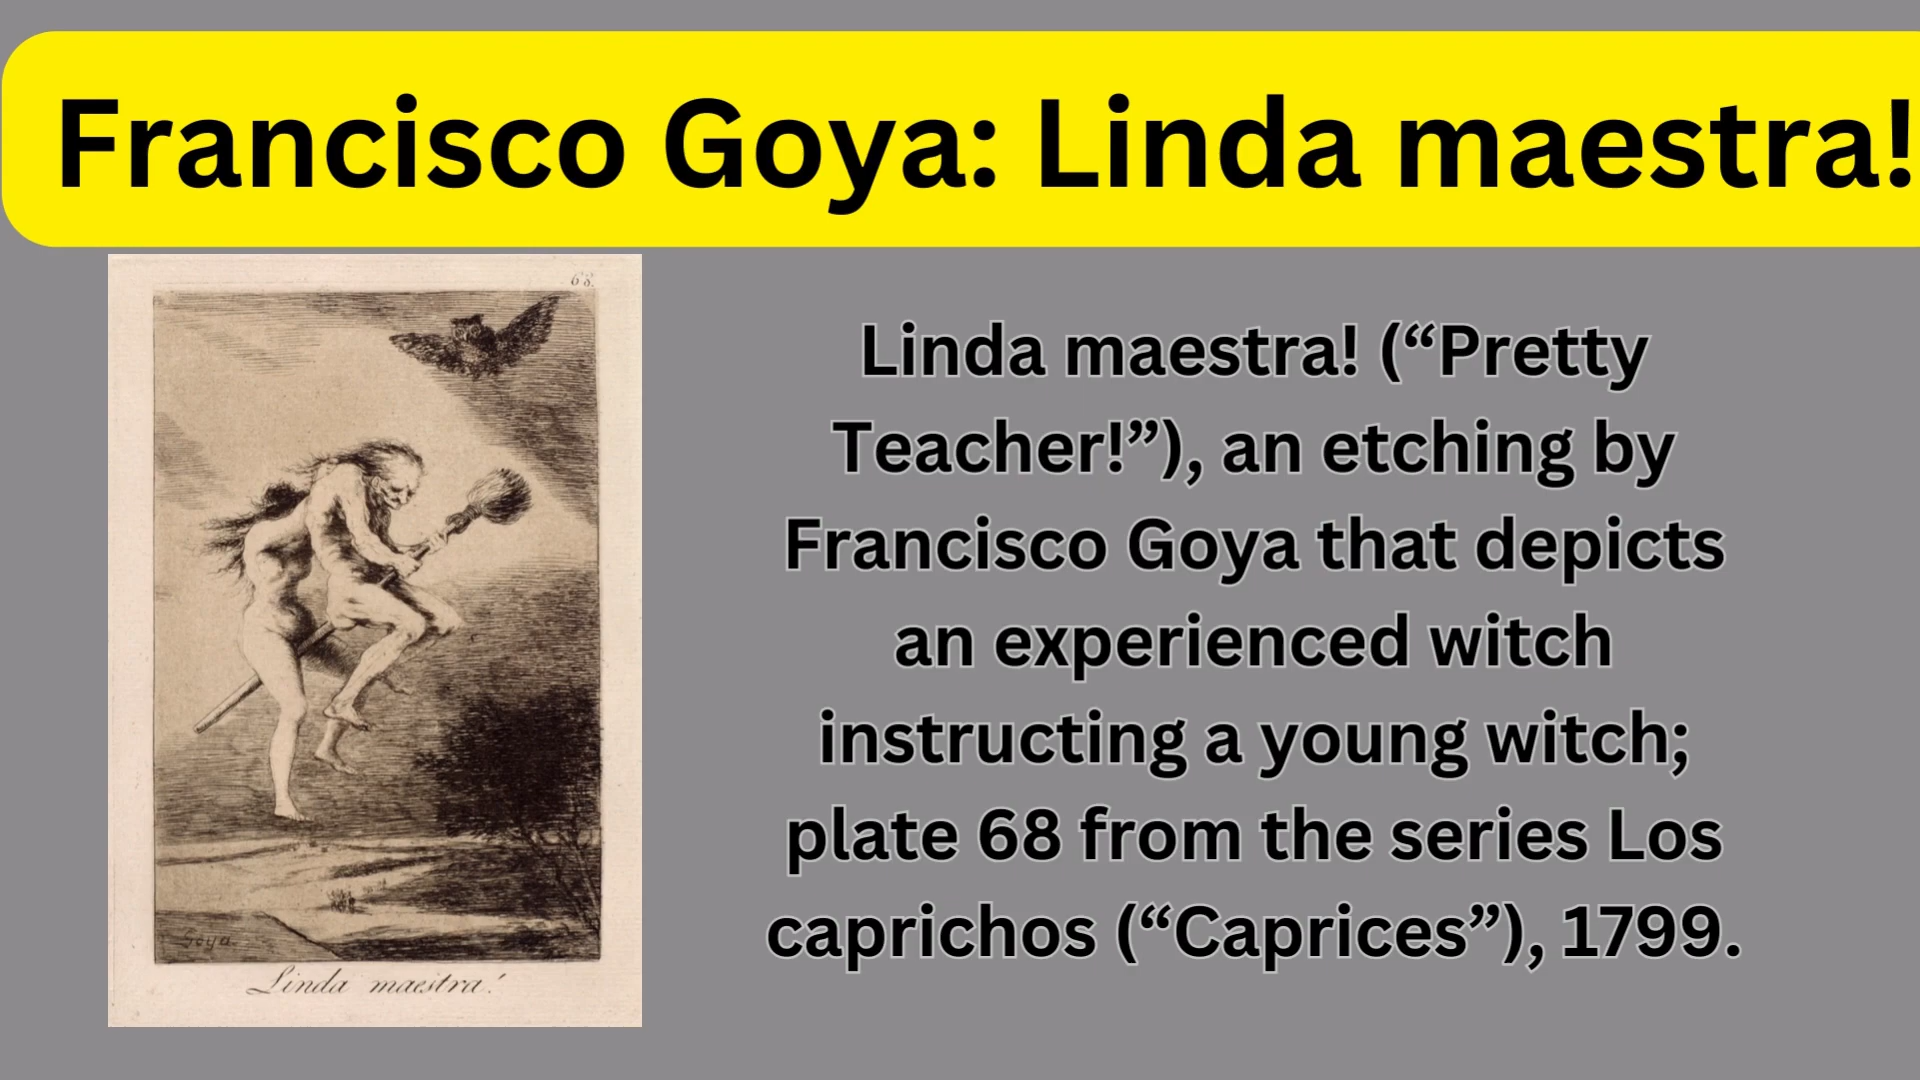 Francisco Goya: Linda maestra!
68.
Goya
Linda maestra!
Linda maestra! (“Pretty
Teacher!”), an etching by
Francisco Goya that depicts
an experienced witch
instructing a young witch;
plate 68 from the series Los
caprichos (“Caprices”), 1799.